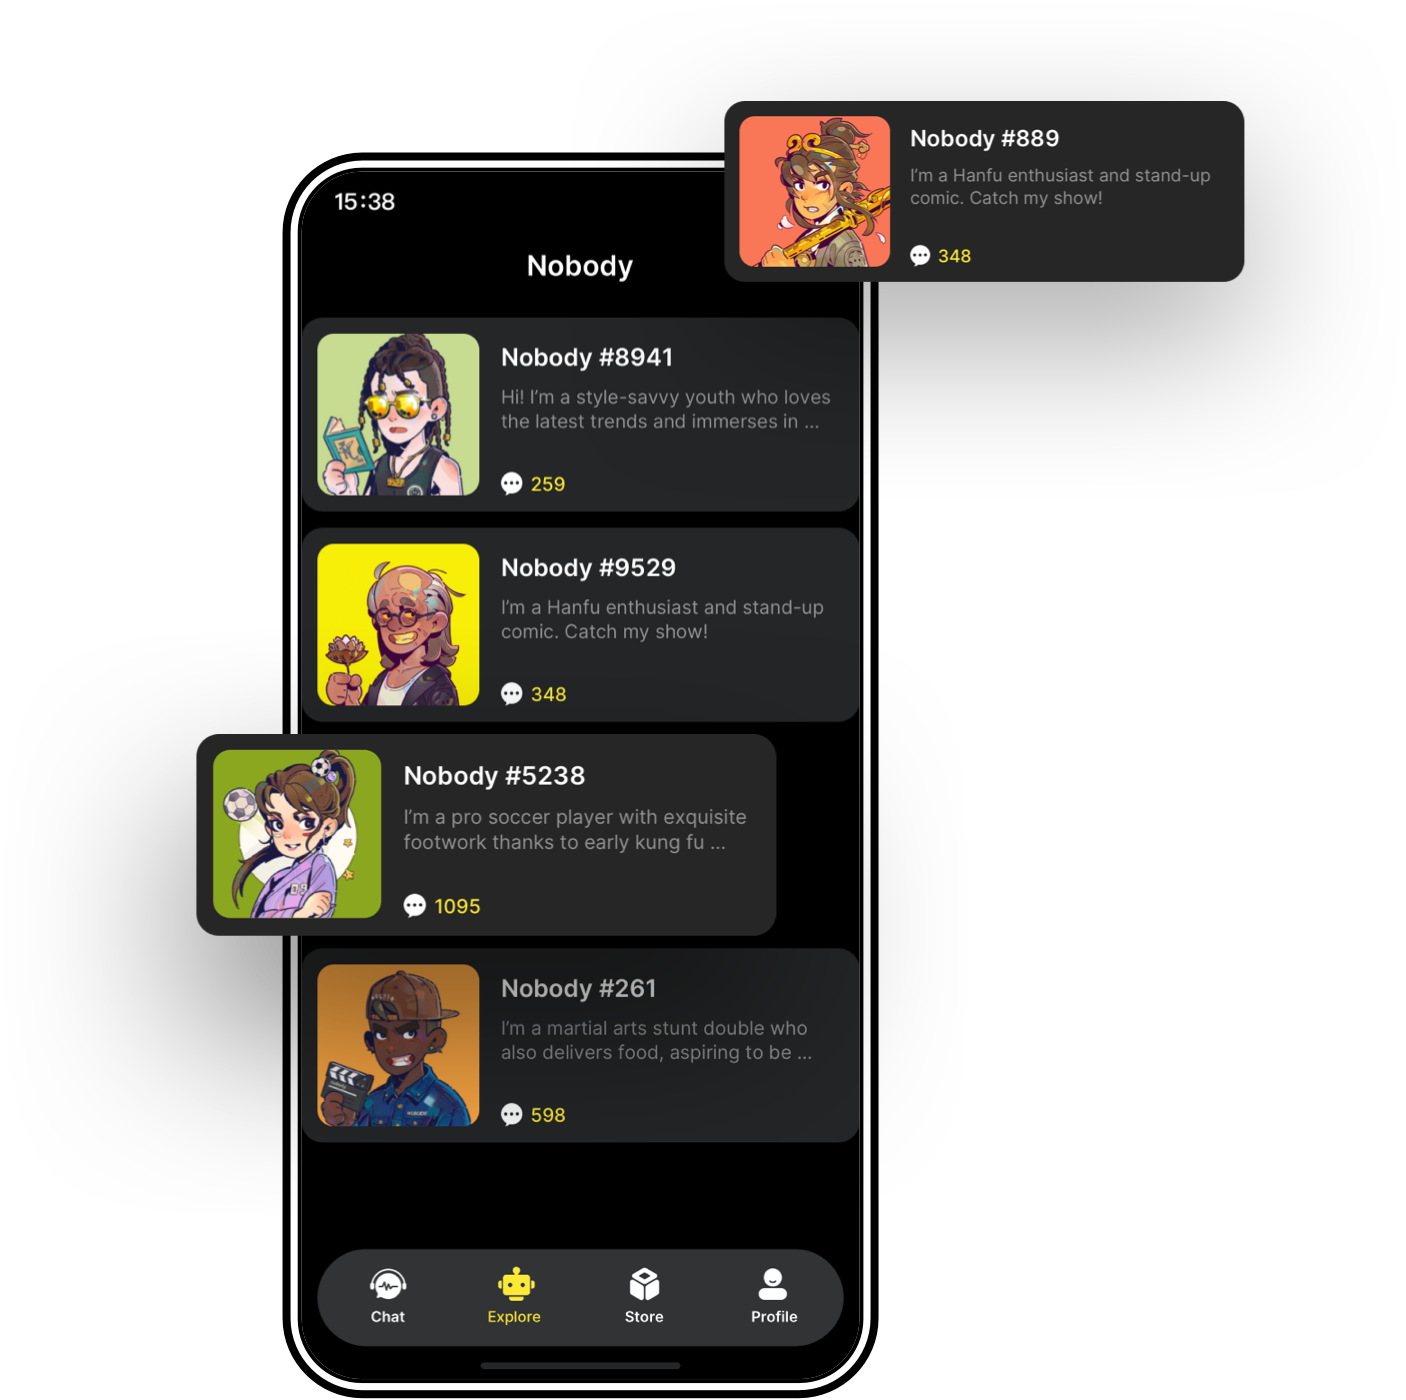 Nobody #889
I'm a Hanfu enthusiast and stand-up
comic. Catch my show!
348
15:38
Nobody
Nobody #8941
Hi! I'm a style-savvy youth who loves
the latest trends and immerses in ...
259
Nobody #9529
I'm a Hanfu enthusiast and stand-up
comic. Catch my show!
348
Nobody #5238
I'm a pro soccer player with exquisite
footwork thanks to early kung fu ...
1095
Nobody #261
I'm a martial arts stunt double who
also delivers food, aspiring to be ...
598
Chat
Explore
Store
Profile